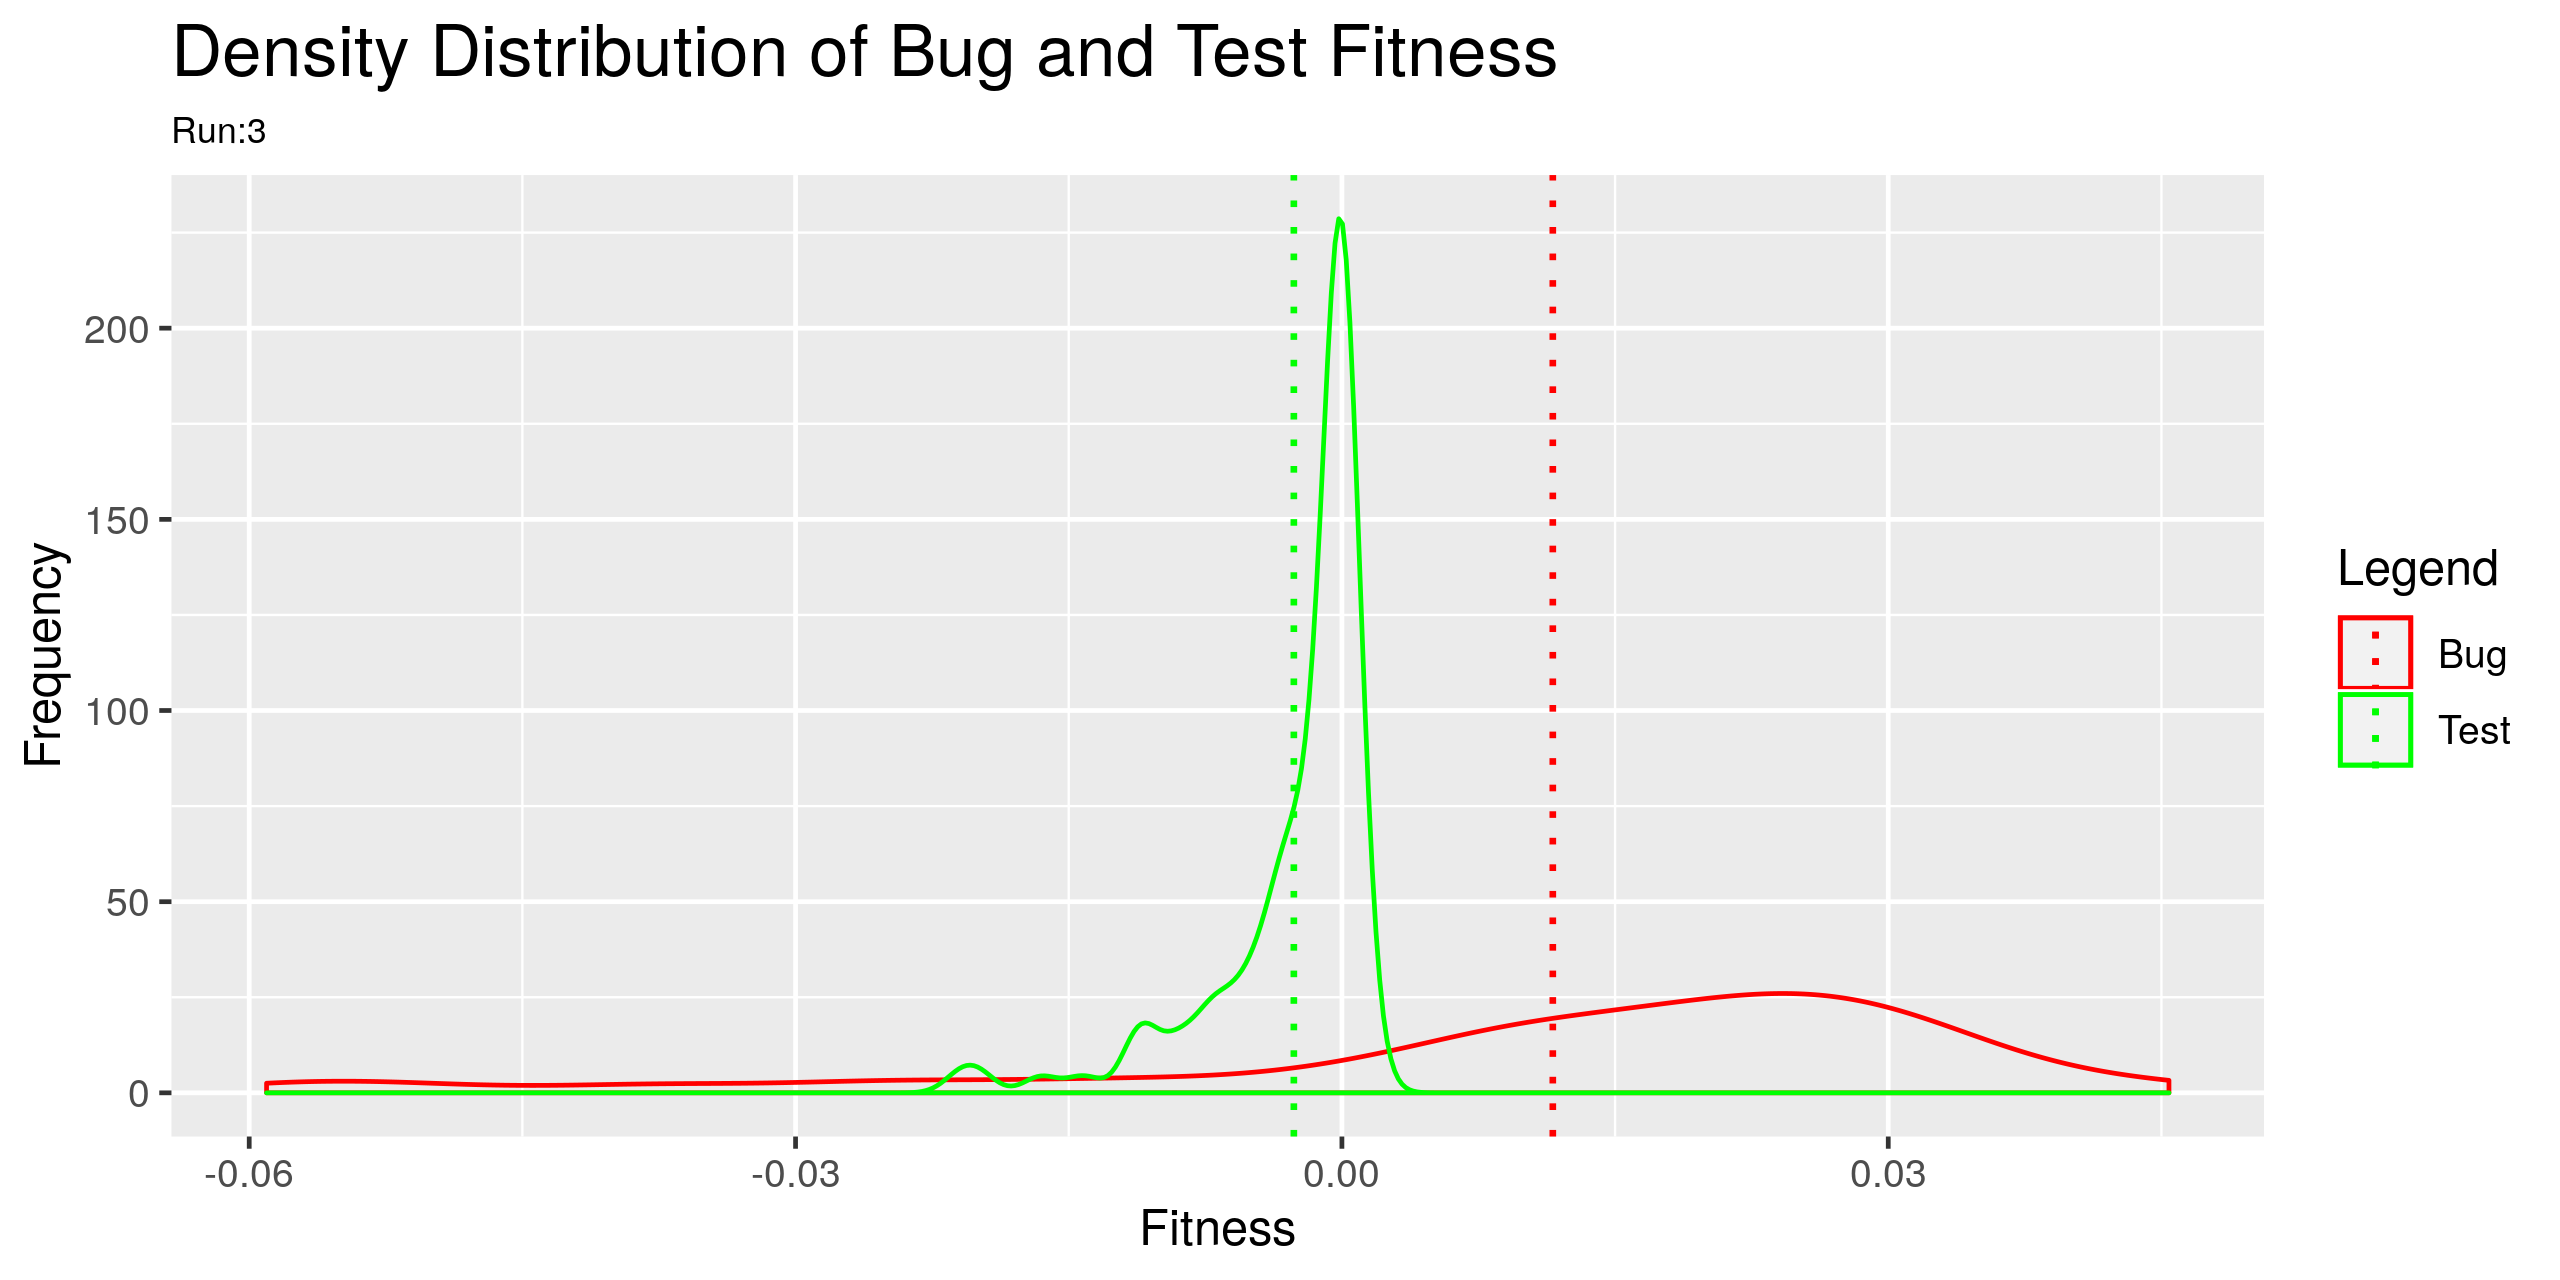 Density Distribution of Bug and Test Fitness
Run:3
Frequency
200
150
100
50
0
-0.06
-0.03
0.00
0.03
Fitness
Legend
Bug
Test